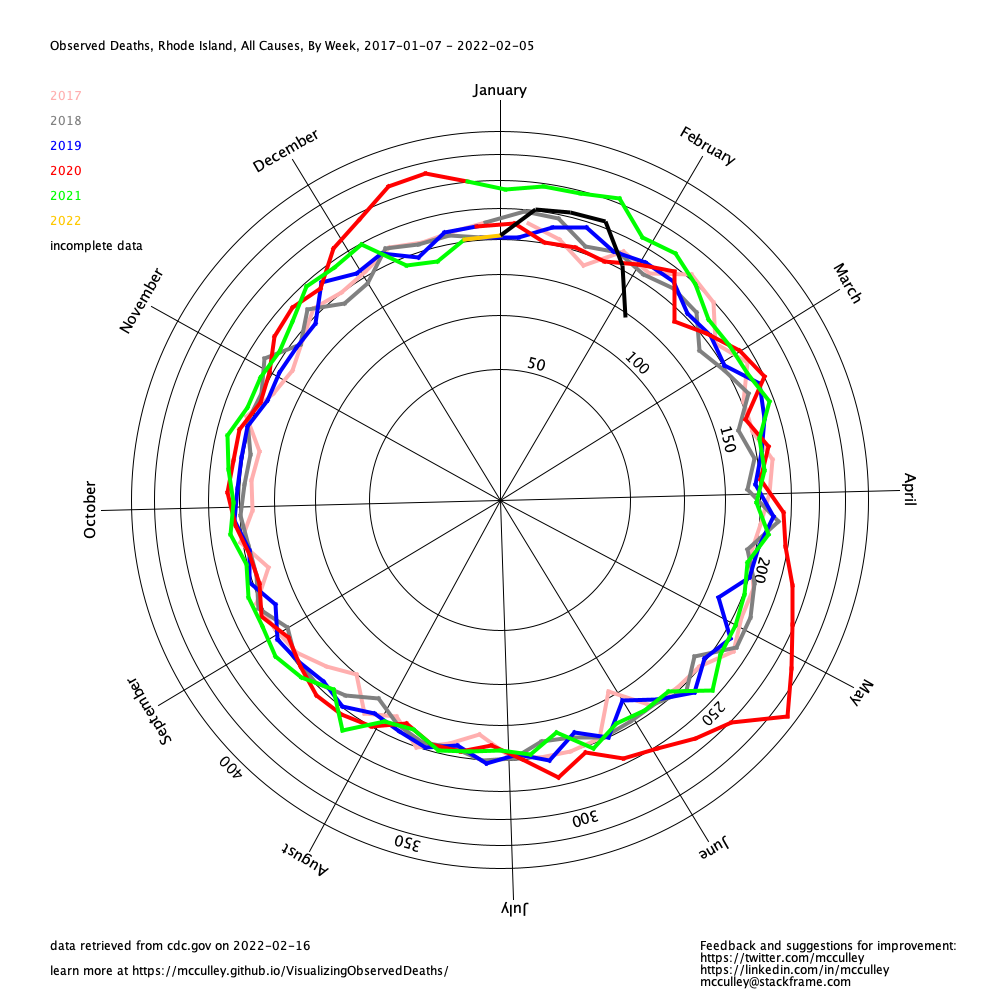 Observed Deaths, Rhode Island, All Causes, By Week, 2017-01-07 - 2022-02-05
January
2017
2018
2019
2020
2021
2022
incomplete data
December
February
November
March
50
100
150
October
April
200
September
May
250
400
300
350
August
June
July
data retrieved from cdc.gov on 2022-02-16
learn more at https://mcculley.github.io/VisualizingObservedDeaths/
Feedback and suggestions for improvement:
https://twitter.com/mcculley
https://linkedin.com/in/mcculley
mcculley@stackframe.com